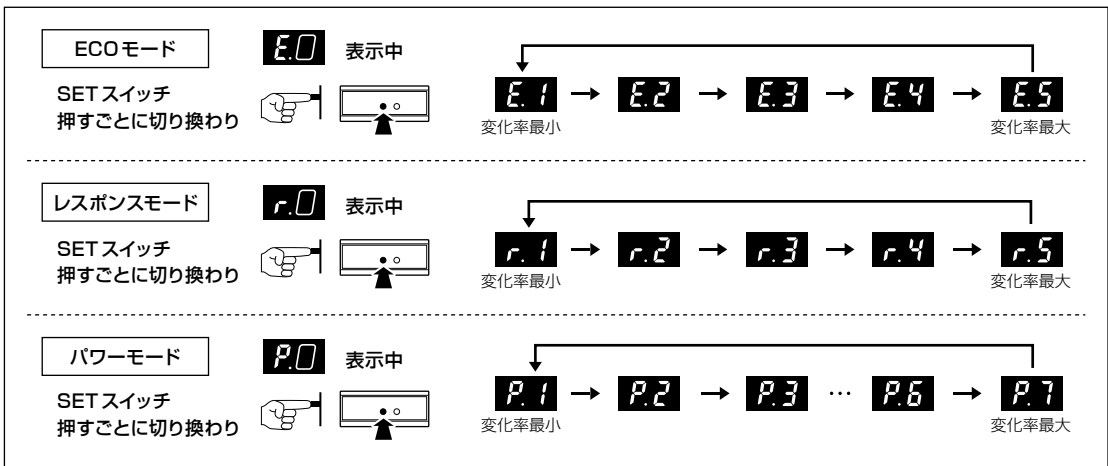 ECOモード E.0 表示中
SETスイッチ
押すごとに切り換わり
E.1 → E.2 → E.3 → E.4 → E.5
変化率最小 変化率最大
レスポンスモード r.0 表示中
SETスイッチ
押すごとに切り換わり
r.1 → r.2 → r.3 → r.4 → r.5
変化率最小 変化率最大
パワーモード P.0 表示中
SETスイッチ
押すごとに切り換わり
P.1 → P.2 → P.3 … P.6 → P.7
変化率最小 変化率最大